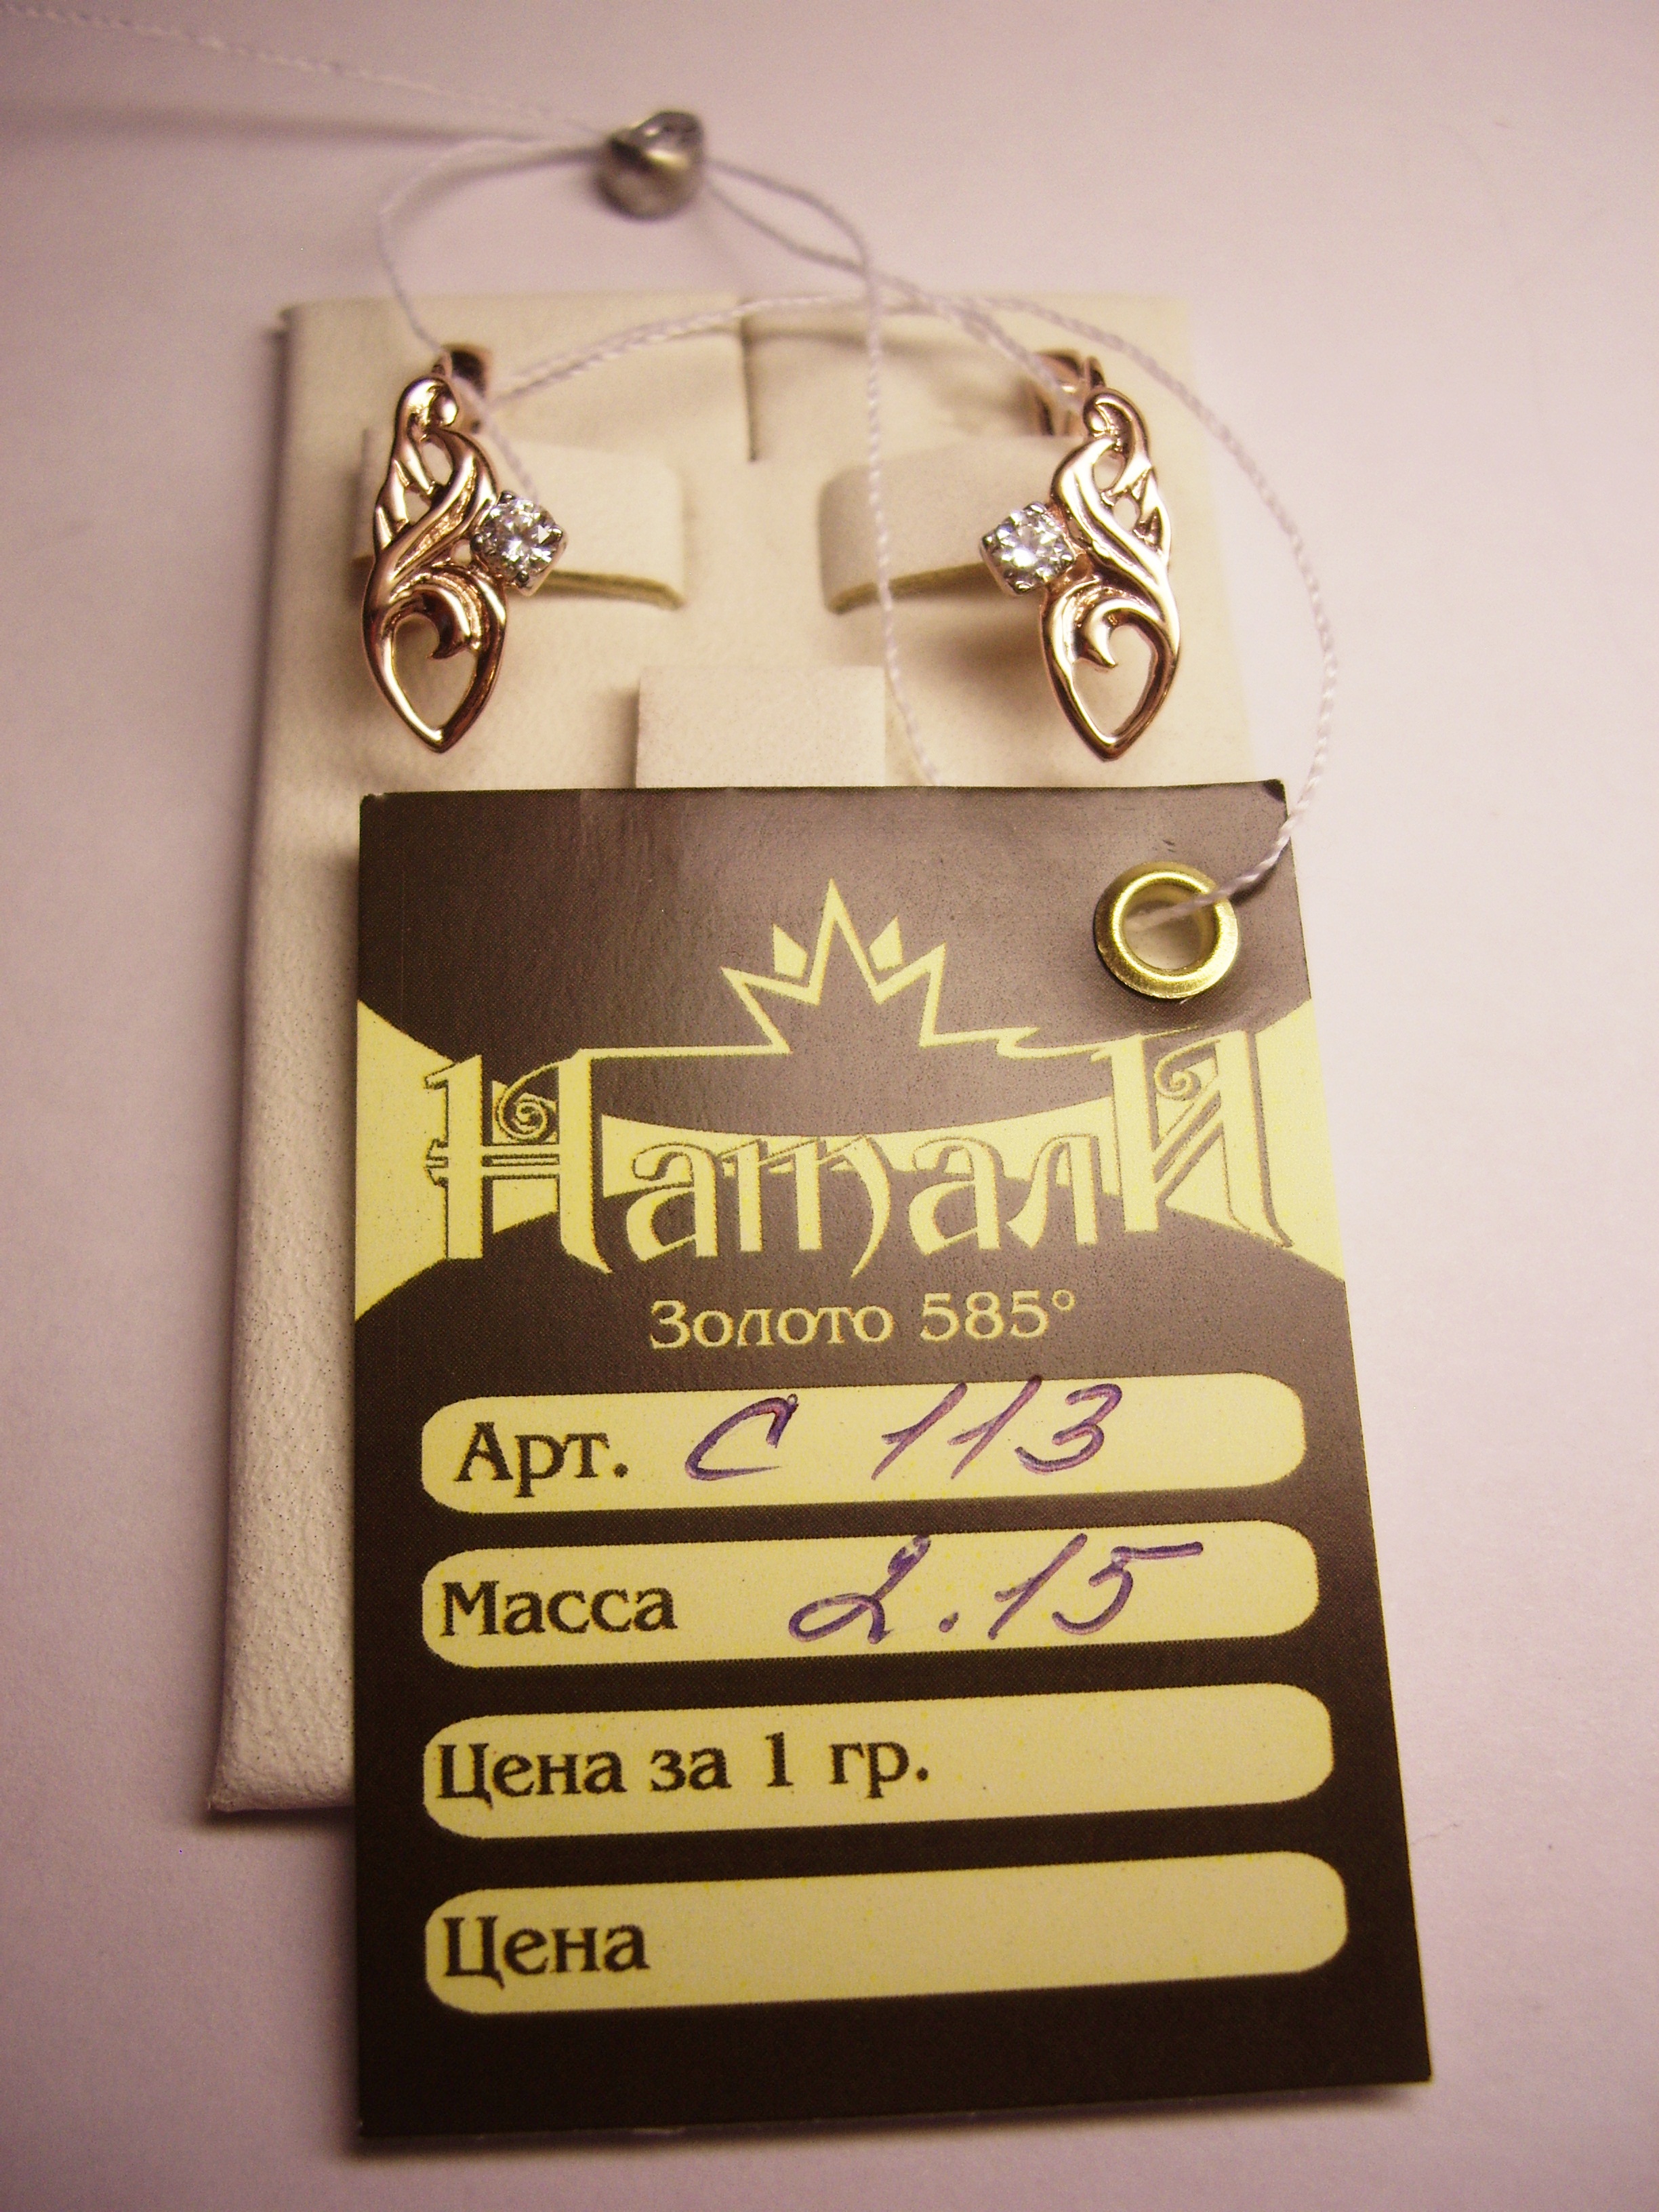 Натали
Золото 585°
Арт. С 113
Масса 2.15
Цена за 1 гр.
Цена